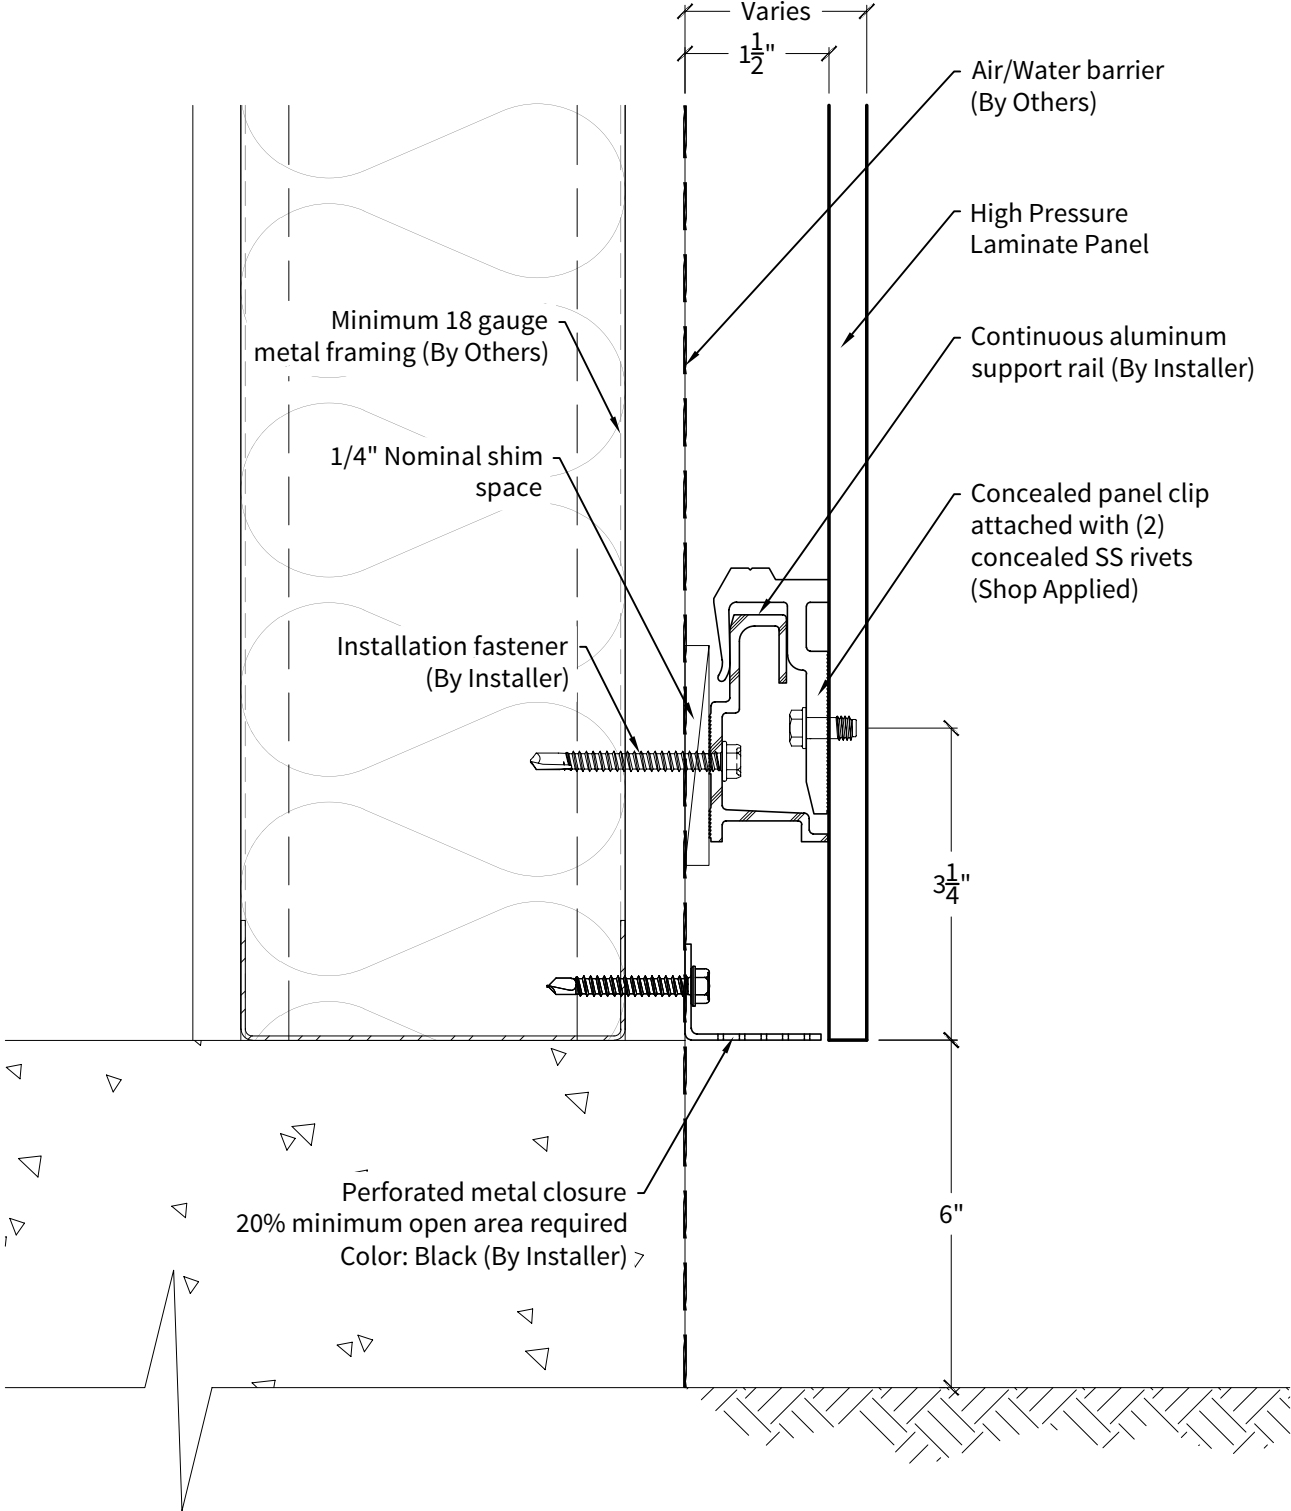 Varies
1 1/2"
Air/Water barrier
(By Others)
High Pressure
Laminate Panel
Minimum 18 gauge
metal framing (By Others)
Continuous aluminum
support rail (By Installer)
1/4" Nominal shim
space
Concealed panel clip
attached with (2)
concealed SS rivets
(Shop Applied)
Installation fastener
(By Installer)
3 1/4"
Perforated metal closure
20% minimum open area required
Color: Black (By Installer)
6"